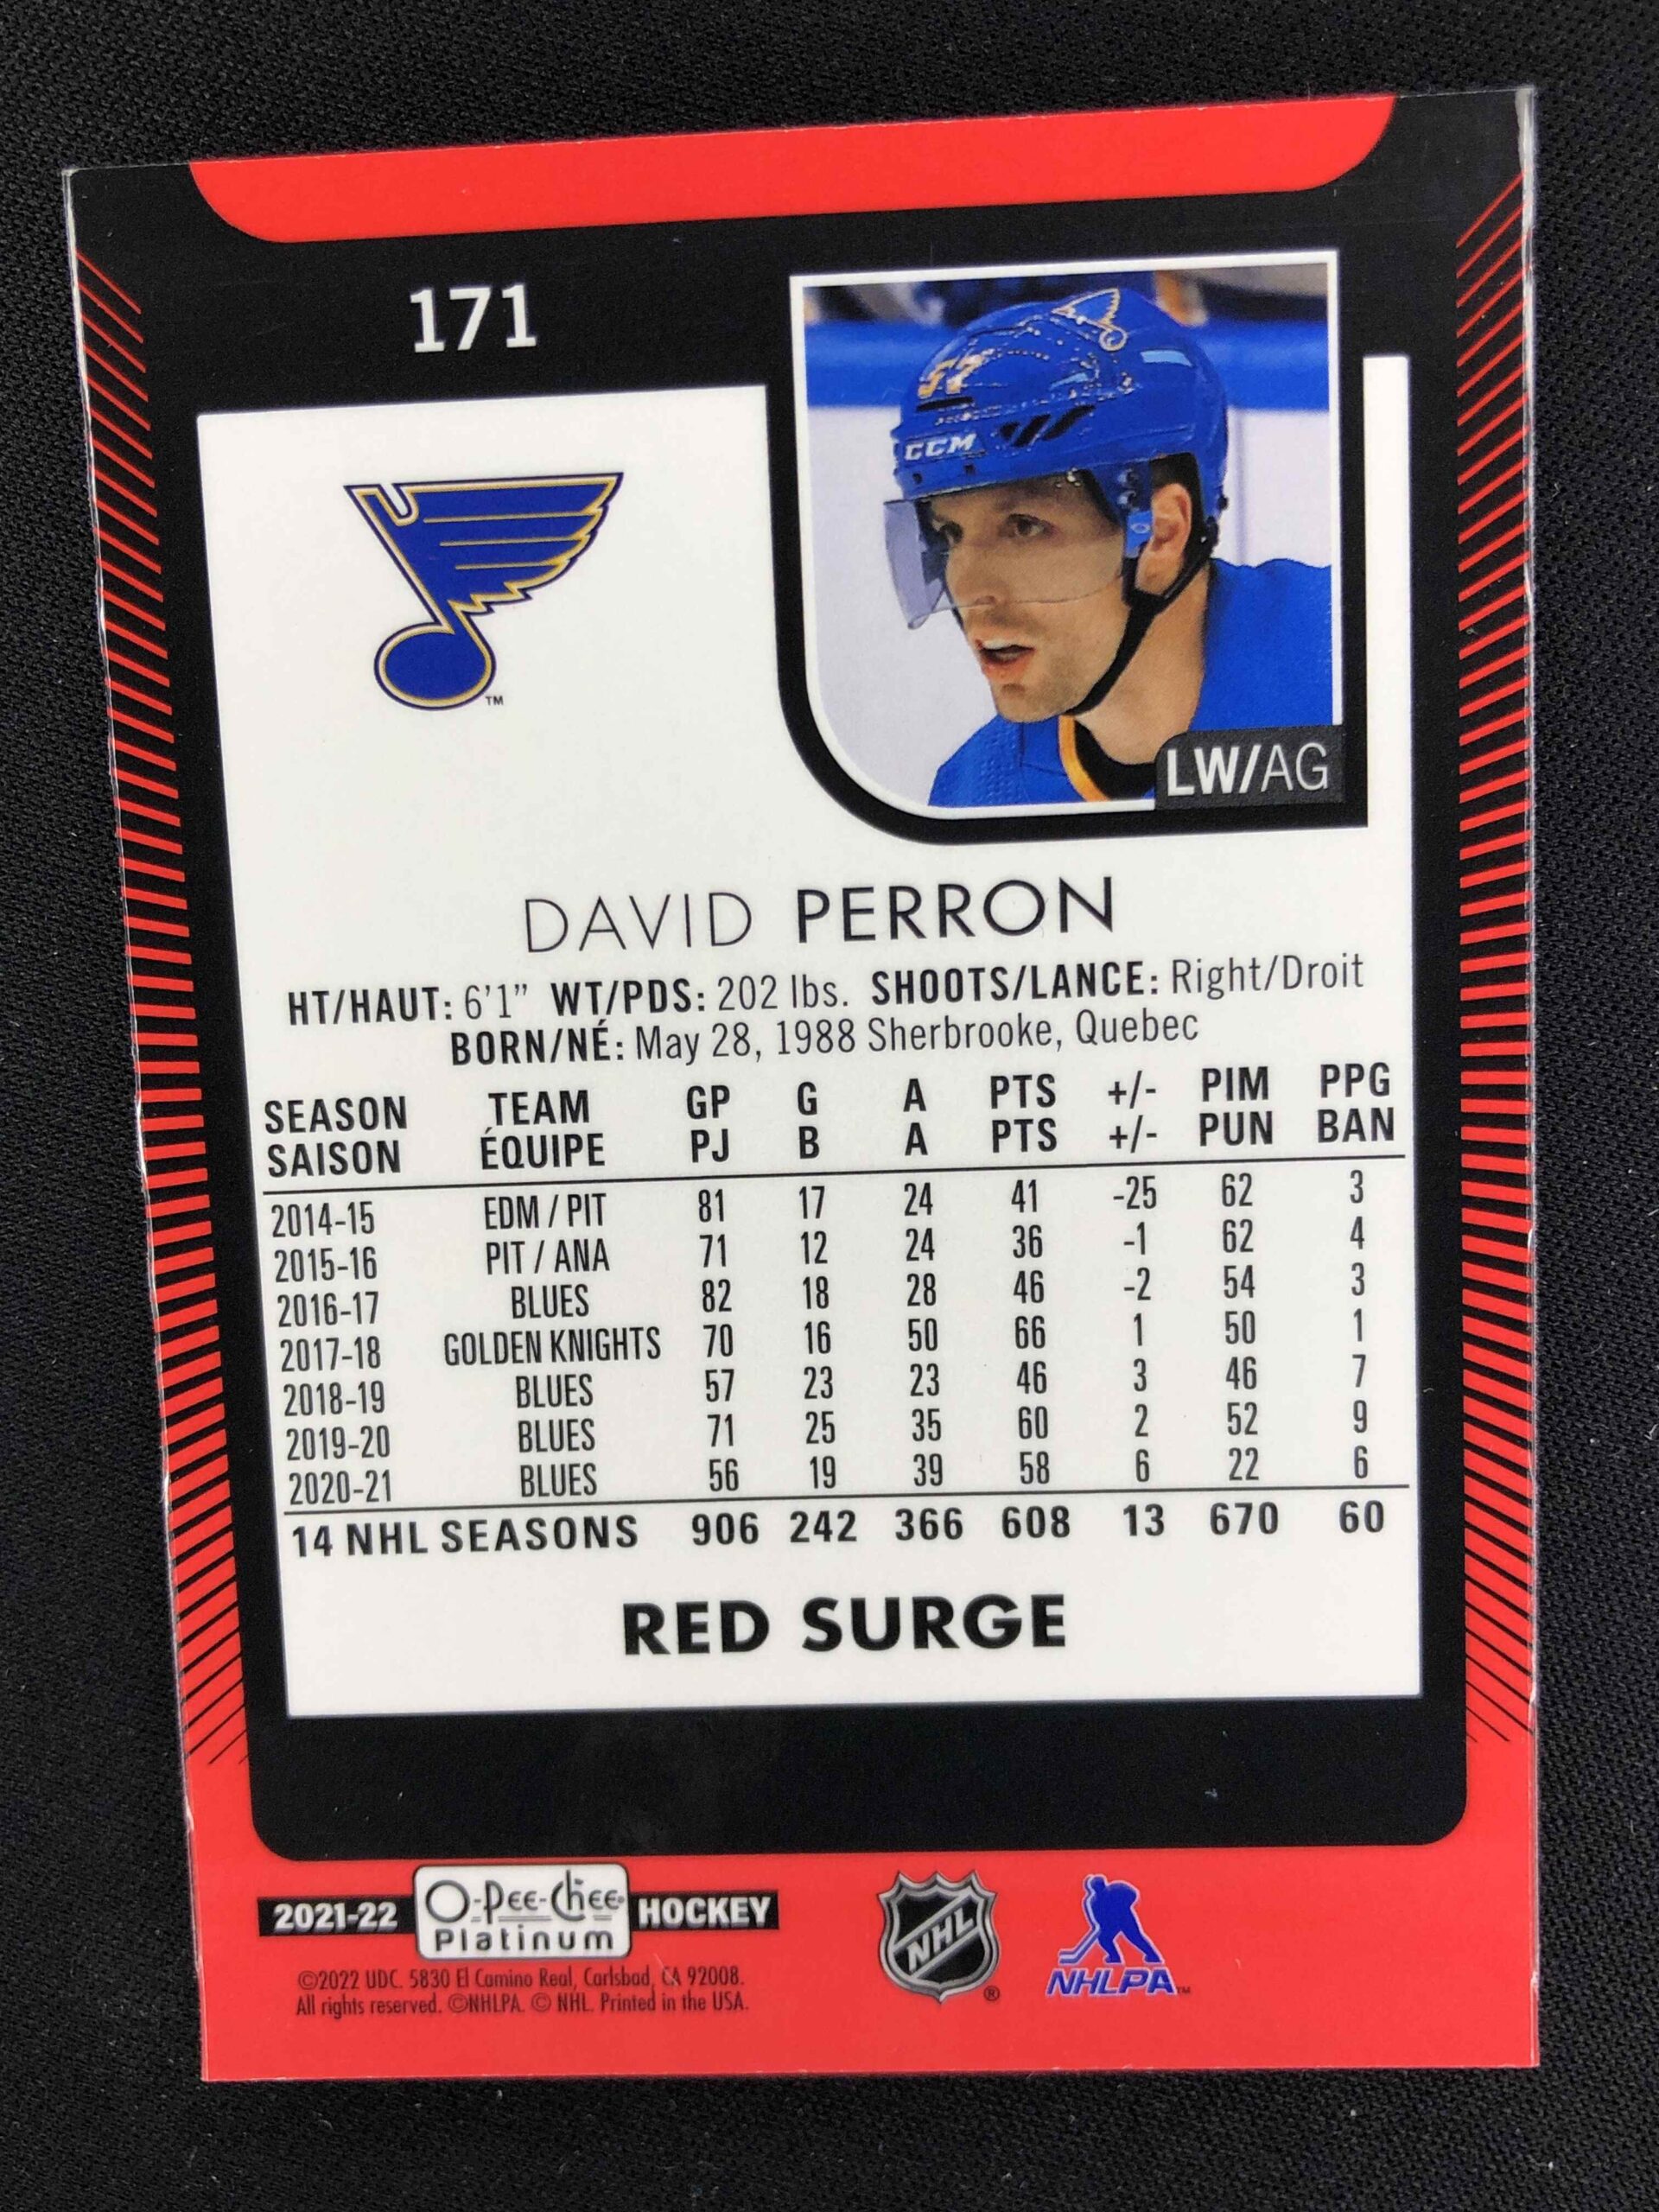 171
57
CCM
TM
LW/AG
DAVID PERRON
HT/HAUT: 6'1” WT/PDS: 202 lbs. SHOOTS/LANCE: Right/Droit
BORN/NÉ: May 28, 1988 Sherbrooke, Quebec
SEASON TEAM GP G A PTS +/- PIM PPG
SAISON ÉQUIPE PJ B A PTS +/- PUN BAN
2014-15 EDM / PIT 81 17 24 41 -25 62 3
2015-16 PIT / ANA 71 12 24 36 -1 62 4
2016-17 BLUES 82 18 28 46 -2 54 3
2017-18 GOLDEN KNIGHTS 70 16 50 66 1 50 1
2018-19 BLUES 57 23 23 46 3 46 7
2019-20 BLUES 71 25 35 60 2 52 9
2020-21 BLUES 56 19 39 58 6 22 6
14 NHL SEASONS 906 242 366 608 13 670 60
RED SURGE
2021-22 O-Pee-Chee Platinum HOCKEY
©2022 UDC. 5830 El Camino Real, Carlsbad, CA 92008.
All rights reserved. ©NHLPA. © NHL. Printed in the USA.
NHL ®
NHLPA TM